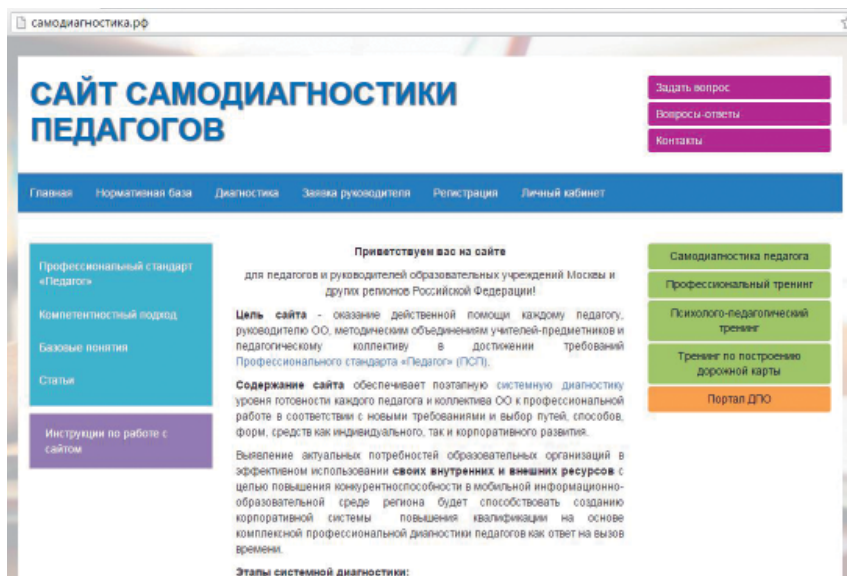 самодиагностика.рф
САЙТ САМОДИАГНОСТИКИ
ПЕДАГОГОВ
Задать вопрос
Вопросы-ответы
Контакты
Главная Нормативная база Диагностика Заявка руководителя Регистрация Личный кабинет
Профессиональный стандарт
«Педагог»
Компетентностный подход
Базовые понятия
Статьи
Инструкции по работе с
сайтом
Приветствуем вас на сайте
для педагогов и руководителей образовательных учреждений Москвы и
других регионов Российской Федерации!
Цель сайта - оказание действенной помощи каждому педагогу,
руководителю ОО, методическим объединениям учителей-предметников и
педагогическому коллективу в достижении требований
Профессионального стандарта «Педагог» (ПСП).
Содержание сайта обеспечивает поэтапную системную диагностику
уровня готовности каждого педагога и коллектива ОО к профессиональной
работе в соответствии с новыми требованиями и выбор путей, способов,
форм, средств как индивидуального, так и корпоративного развития.
Выявление актуальных потребностей образовательных организаций в
эффективном использовании своих внутренних и внешних ресурсов с
целью повышения конкурентноспособности в мобильной информационно-
образовательной среде региона будет способствовать созданию
корпоративной системы повышения квалификации на основе
комплексной профессиональной диагностики педагогов как ответ на вызов
времени.
Этапы системной диагностики:
Самодиагностика педагога
Профессиональный тренинг
Психолого-педагогический
тренинг
Тренинг по построению
дорожной карты
Портал ДПО